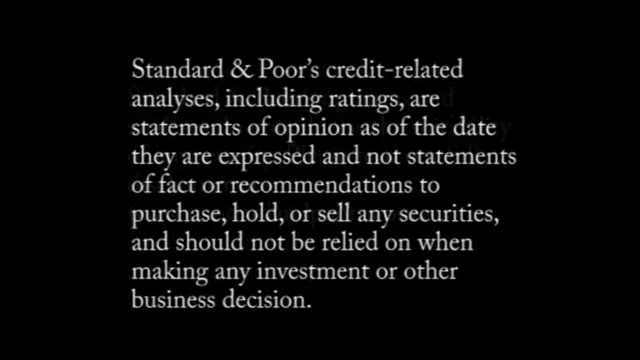 Standard & Poor's credit-related
analyses, including ratings, are
statements of opinion as of the date
they are expressed and not statements
of fact or recommendations to
purchase, hold, or sell any securities,
and should not be relied on when
making any investment or other
business decision.